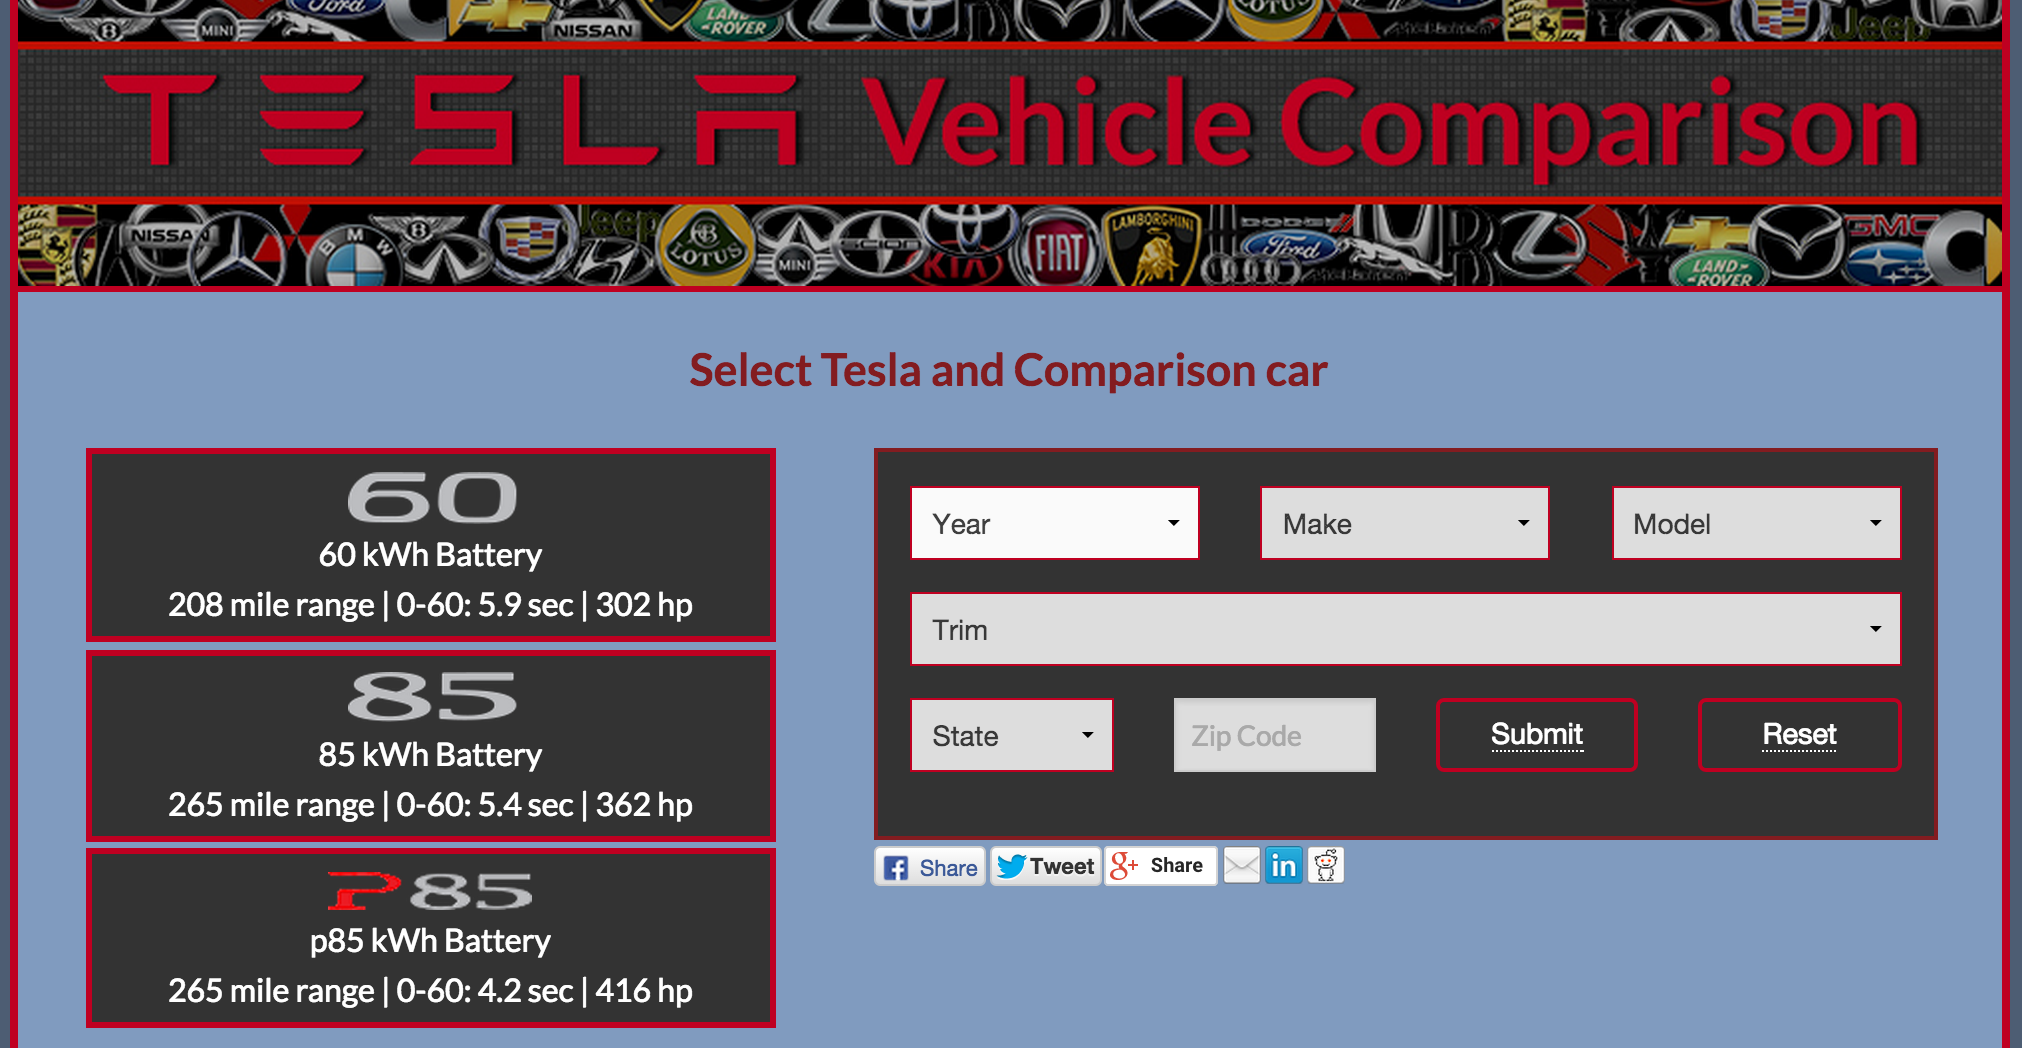 Ford
MINI
NISSAN
LAND ROVER
LOTUS
Jeep
TESLA Vehicle Comparison
NISSAN
BMW
Jeep
LOTUS
MINI
SCION
KIA
FIAT
LAMBORGHINI
DODGE
Ford
LAND-
ROVER
GMC
Select Tesla and Comparison car
60
60 kWh Battery
208 mile range | 0-60: 5.9 sec | 302 hp
85
85 kWh Battery
265 mile range | 0-60: 5.4 sec | 362 hp
P85
p85 kWh Battery
265 mile range | 0-60: 4.2 sec | 416 hp
Year
Make
Model
Trim
State
Zip Code
Submit
Reset
f Share
Tweet
g+ Share
in